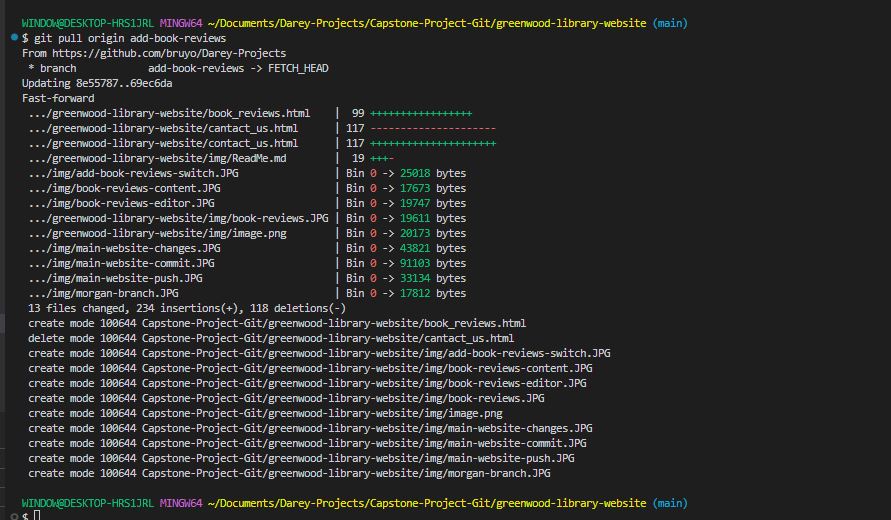 WINDOW@DESKTOP-HRS1JRL MINGW64 ~/Documents/Darey-Projects/Capstone-Project-Git/greenwood-library-website (main)
$ git pull origin add-book-reviews
From https://github.com/bruyo/Darey-Projects
 * branch            add-book-reviews -> FETCH_HEAD
Updating 8e55787..69ec6da
Fast-forward
 .../greenwood-library-website/book_reviews.html    |  99 +++++++++++++++++
 .../greenwood-library-website/cantact_us.html      | 117 ---------------------
 .../greenwood-library-website/contact_us.html      | 117 +++++++++++++++++++++
 .../greenwood-library-website/img/ReadMe.md        |  19 +++-
 .../img/add-book-reviews-switch.JPG                | Bin 0 -> 25018 bytes
 .../img/book-reviews-content.JPG                   | Bin 0 -> 17673 bytes
 .../img/book-reviews-editor.JPG                    | Bin 0 -> 19747 bytes
 .../greenwood-library-website/img/book-reviews.JPG | Bin 0 -> 19611 bytes
 .../greenwood-library-website/img/image.png        | Bin 0 -> 20173 bytes
 .../img/main-website-changes.JPG                   | Bin 0 -> 43821 bytes
 .../img/main-website-commit.JPG                    | Bin 0 -> 91103 bytes
 .../img/main-website-push.JPG                      | Bin 0 -> 33134 bytes
 .../img/morgan-branch.JPG                          | Bin 0 -> 17812 bytes
 13 files changed, 234 insertions(+), 118 deletions(-)
 create mode 100644 Capstone-Project-Git/greenwood-library-website/book_reviews.html
 delete mode 100644 Capstone-Project-Git/greenwood-library-website/cantact_us.html
 create mode 100644 Capstone-Project-Git/greenwood-library-website/img/add-book-reviews-switch.JPG
 create mode 100644 Capstone-Project-Git/greenwood-library-website/img/book-reviews-content.JPG
 create mode 100644 Capstone-Project-Git/greenwood-library-website/img/book-reviews-editor.JPG
 create mode 100644 Capstone-Project-Git/greenwood-library-website/img/book-reviews.JPG
 create mode 100644 Capstone-Project-Git/greenwood-library-website/img/image.png
 create mode 100644 Capstone-Project-Git/greenwood-library-website/img/main-website-changes.JPG
 create mode 100644 Capstone-Project-Git/greenwood-library-website/img/main-website-commit.JPG
 create mode 100644 Capstone-Project-Git/greenwood-library-website/img/main-website-push.JPG
 create mode 100644 Capstone-Project-Git/greenwood-library-website/img/morgan-branch.JPG
WINDOW@DESKTOP-HRS1JRL MINGW64 ~/Documents/Darey-Projects/Capstone-Project-Git/greenwood-library-website (main)
$